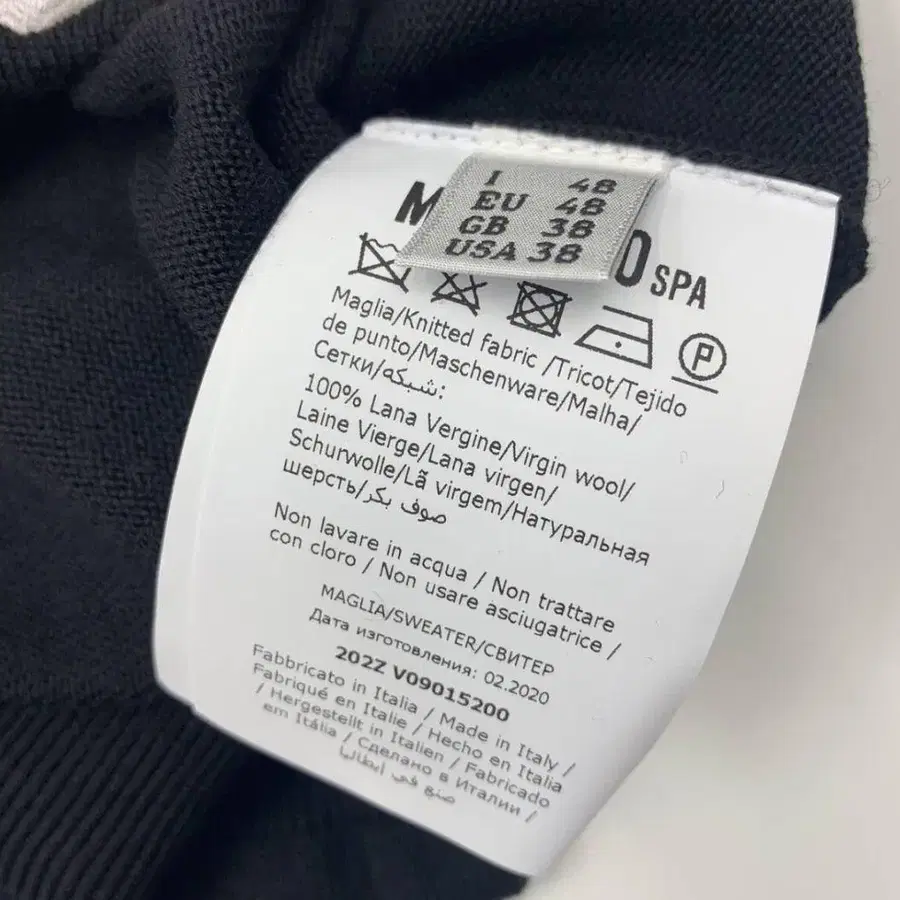 I 48
EU 48
GB 38
USA 38
SPA
P
Maglia/Knitted fabric /Tricot/Tejido
de punto/Maschenware/Malha/
Сетки/شبكه:
100% Lana Vergine/Virgin wool/
Laine Vierge/Lana virgen/
Schurwolle/Lã virgem/Натуральная
шерсть/صوف بكر
Non lavare in acqua / Non trattare
con cloro / Non usare asciugatrice /
MAGLIA/SWEATER/СВИТЕР
Дата изготовления: 02.2020
202Z V09015200
Fabbricato in Italia / Made in Italy /
Fabriqué en Italie / Hecho en Italia
/ Hergestellt in Italien / Fabricado
em Itália / Сделано в Италии /
صنع في إيطاليا